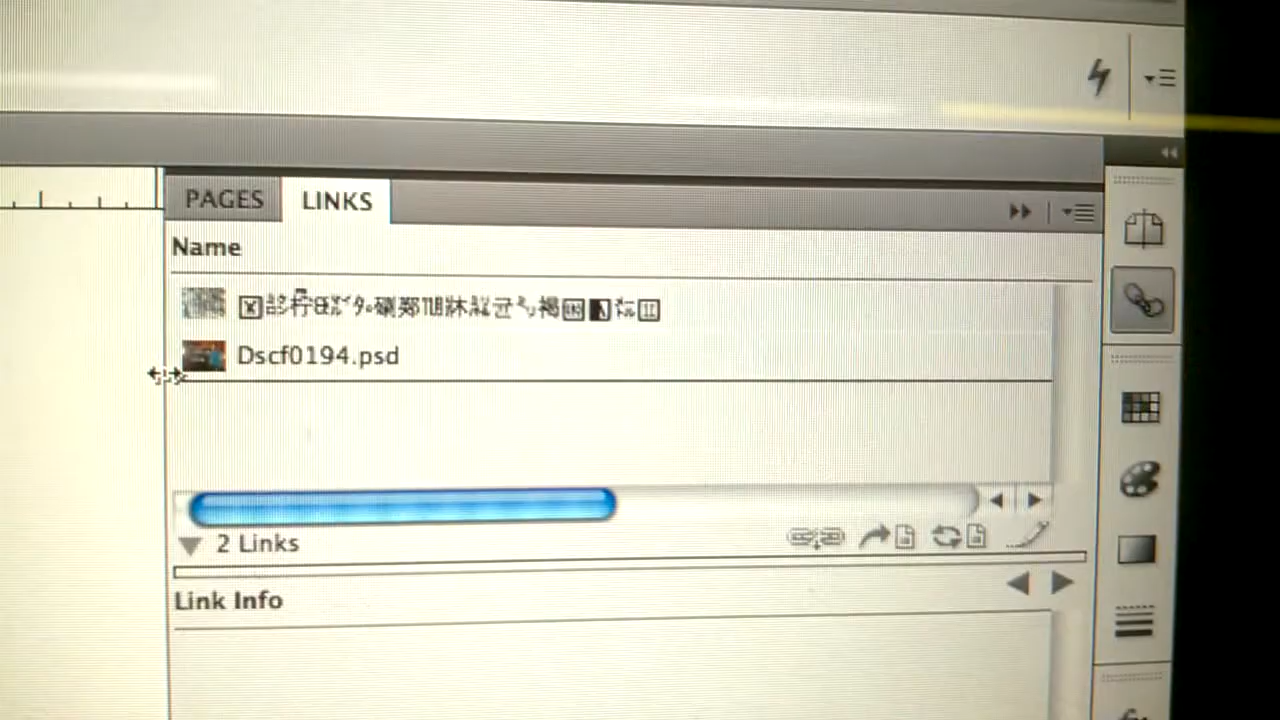 PAGES
LINKS
Name
Dscf0194.psd
2 Links
Link Info